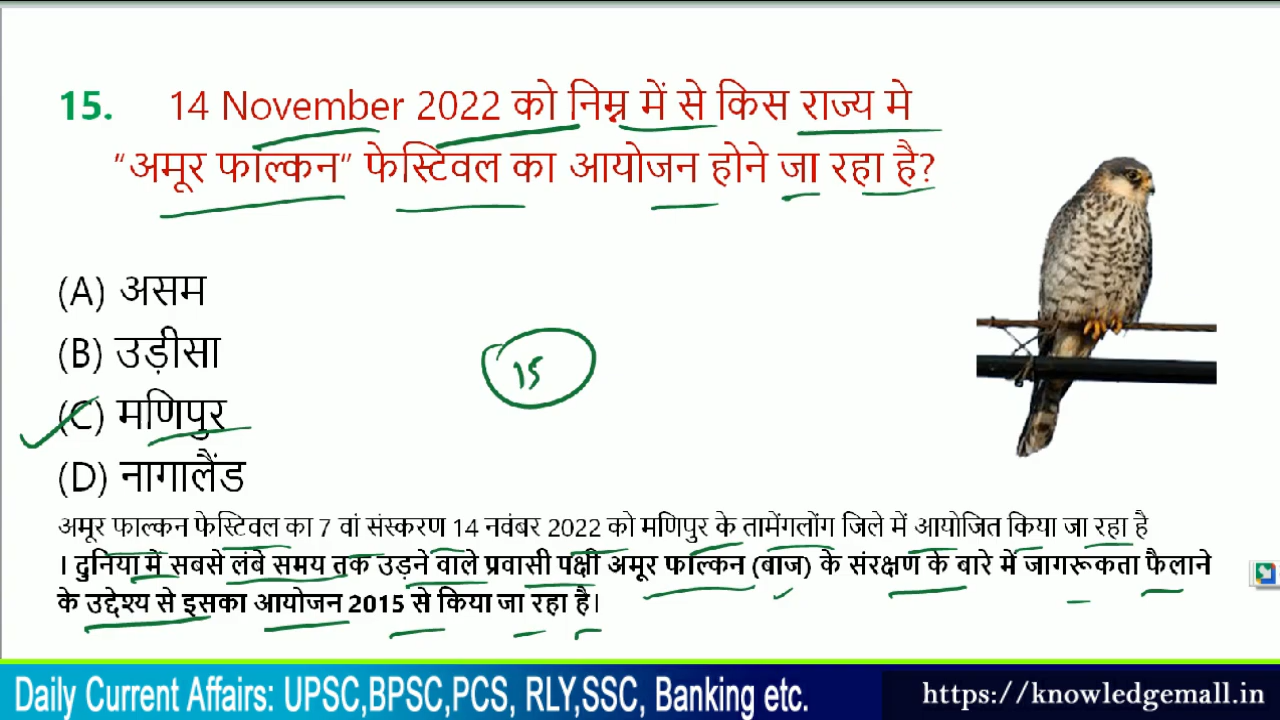 15. 14 November 2022 को निम्न में से किस राज्य मे
“अमूर फाल्कन” फेस्टिवल का आयोजन होने जा रहा है?
(A) असम
(B) उड़ीसा
15
(C) मणिपुर
(D) नागालैंड
अमूर फाल्कन फेस्टिवल का 7 वां संस्करण 14 नवंबर 2022 को मणिपुर के तामेंगलोंग जिले में आयोजित किया जा रहा है
। दुनिया मे सबसे लंबे समय तक उड़ने वाले प्रवासी पक्षी अमूर फाल्कन (बाज) के संरक्षण के बारे में जागरूकता फैलाने
के उद्देश्य से इसका आयोजन 2015 से किया जा रहा है।
Daily Current Affairs: UPSC,BPSC,PCS, RLY,SSC, Banking etc.
https://knowledgemall.in